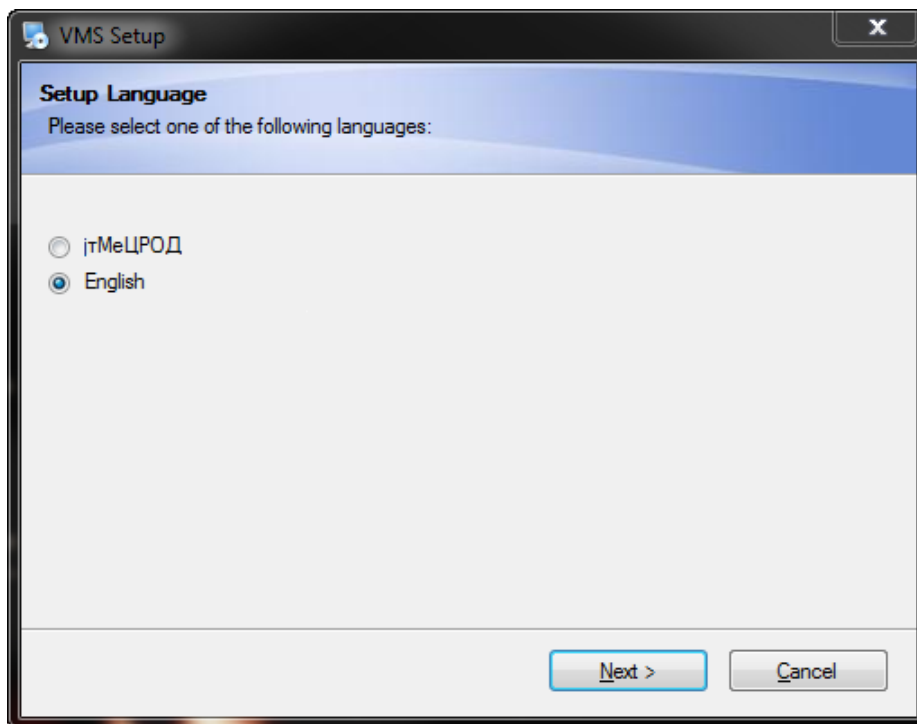 VMS Setup
x
Setup Language
Please select one of the following languages:
јтМеЦРОД
English
Next >
Cancel